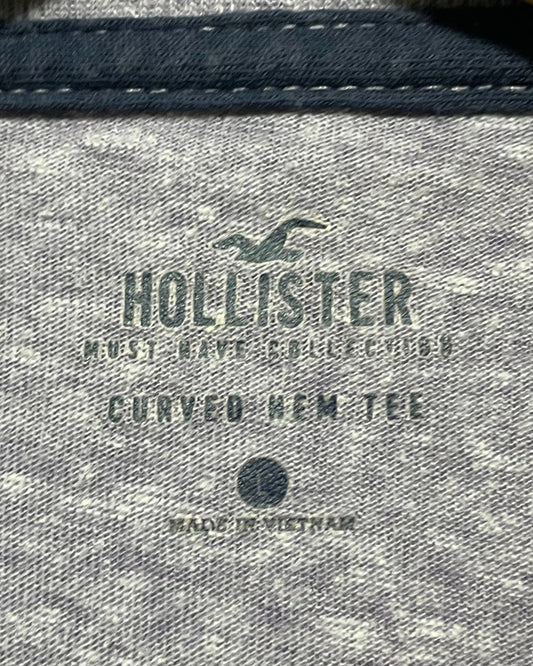 HOLLISTER
MUST HAVE COLLECTION
CURVED HEM TEE
L
MADE IN VIETNAM